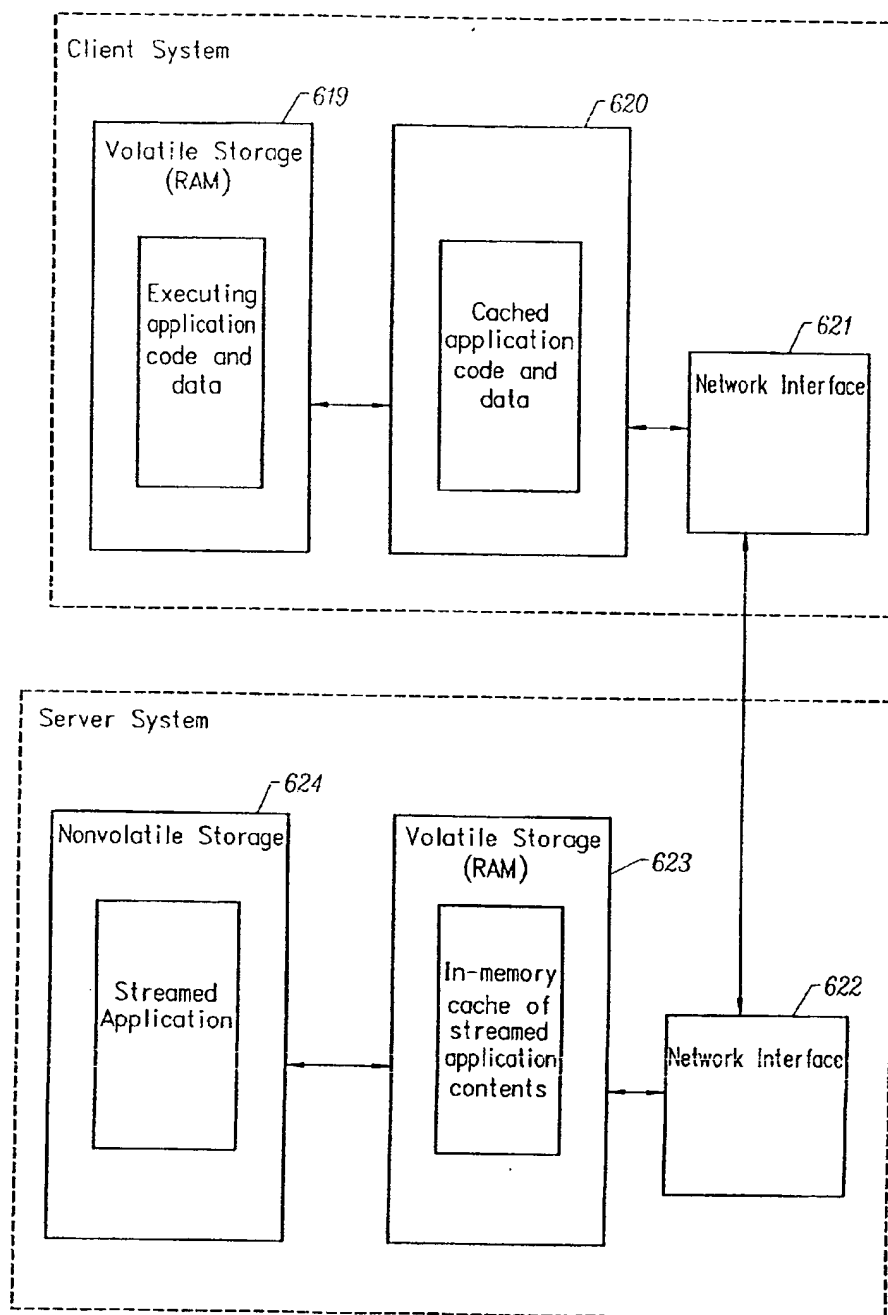 Client System
619
620
Volatile Storage
(RAM)
Executing
application
code and
data
Cached
application
code and
data
621
Network Interface
Server System
624
Nonvolatile Storage
Streamed
Application
Volatile Storage
(RAM)
623
In-memory
cache of
streamed
application
contents
622
Network Interface